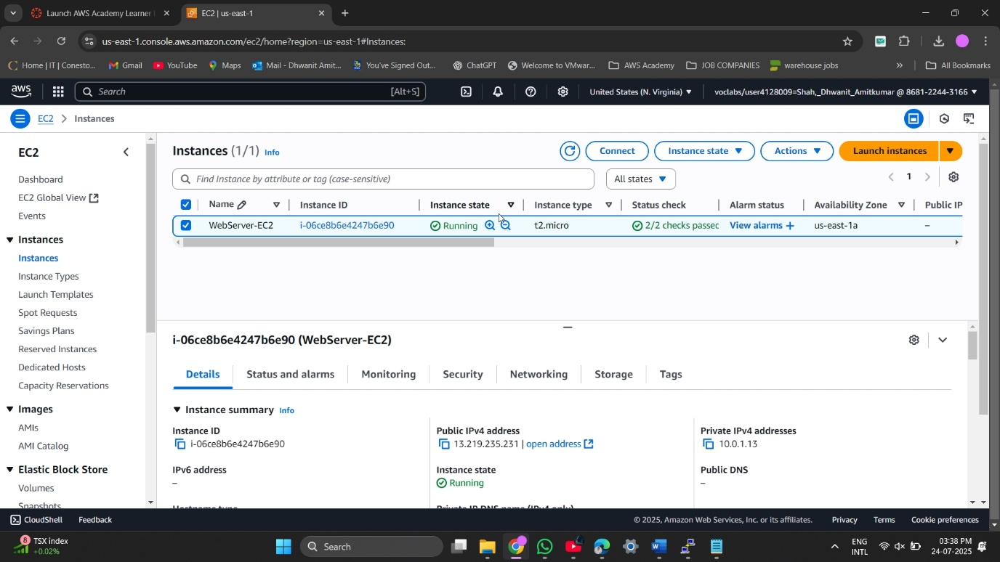 Launch AWS Academy Learner
EC2 | us-east-1
us-east-1.console.aws.amazon.com/ec2/home?region=us-east-1#Instances:
Home | IT | Conesto...
Gmail
YouTube
Maps
Mail - Dhwanit Amit...
You've Signed Out...
ChatGPT
Welcome to VMwar...
AWS Academy
JOB COMPANIES
warehouse jobs
»
All Bookmarks
aws
Search
[Alt+S]
United States (N. Virginia)
voclabs/user4128009=Shah,_Dhwanit_Amitkumar @ 8681-2244-3166
EC2
Instances
EC2
Dashboard
EC2 Global View
Events
Instances
Instances
Instance Types
Launch Templates
Spot Requests
Savings Plans
Reserved Instances
Dedicated Hosts
Capacity Reservations
Images
AMIs
AMI Catalog
Elastic Block Store
Volumes
Snapshots
Instances (1/1) Info
Connect
Instance state
Actions
Launch instances
Find Instance by attribute or tag (case-sensitive)
All states
1
Name
Instance ID
Instance state
Instance type
Status check
Alarm status
Availability Zone
Public IP
WebServer-EC2
i-06ce8b6e4247b6e90
Running
t2.micro
2/2 checks passec
View alarms +
us-east-1a
–
i-06ce8b6e4247b6e90 (WebServer-EC2)
Details
Status and alarms
Monitoring
Security
Networking
Storage
Tags
Instance summary Info
Instance ID
i-06ce8b6e4247b6e90
Public IPv4 address
13.219.235.231 | open address
Private IPv4 addresses
10.0.1.13
IPv6 address
–
Instance state
Running
Public DNS
–
Hostname type
Private IP DNS name (IPv4 only)
CloudShell
Feedback
© 2025, Amazon Web Services, Inc. or its affiliates.
Privacy
Terms
Cookie preferences
8
TSX index
+0.02%
Search
ENG
INTL
03:38 PM
24-07-2025